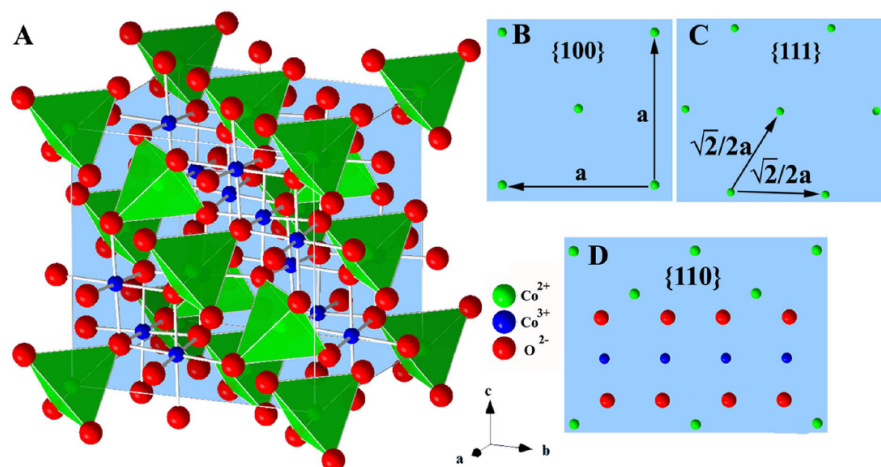 A
B
{100}
a
a
C
{111}
√2/2a
√2/2a
D
{110}
Co2+
Co3+
O2-
c
a
b